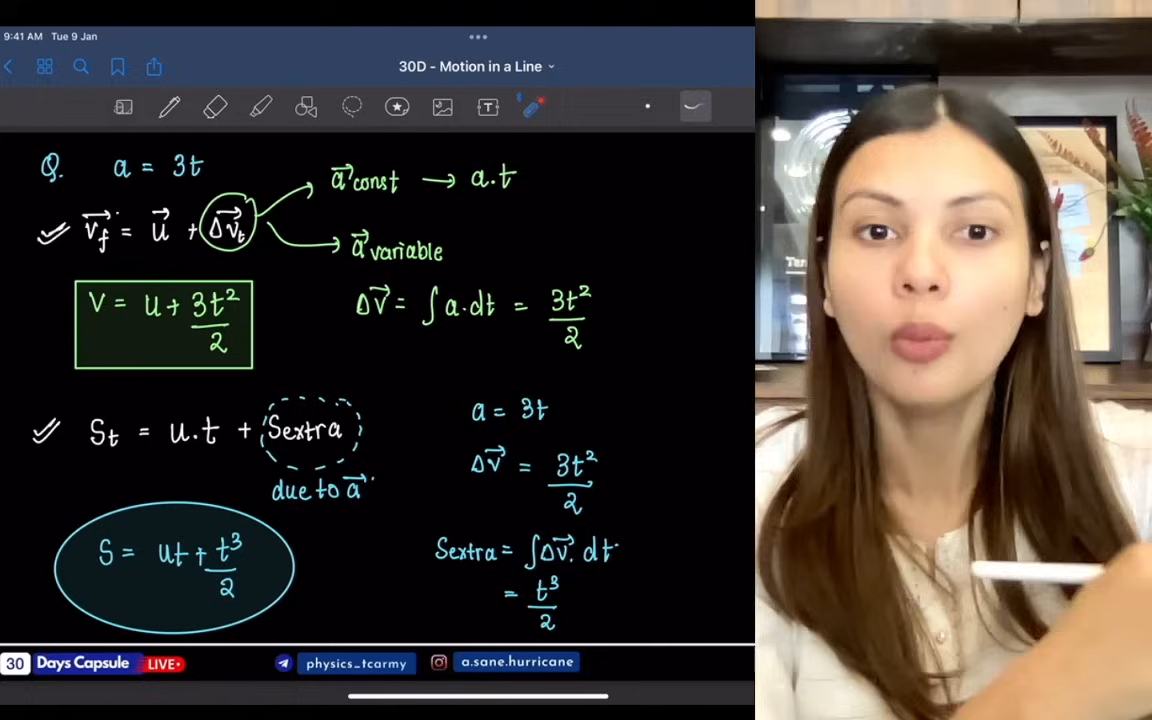 9:41 AM Tue 9 Jan
30D - Motion in a Line
Q. a = 3t
a⃗ const → a.t
v⃗f = u⃗ + Δv⃗t
a⃗ variable
V = u + 3t²/2
Δv⃗ = ∫ a.dt = 3t²/2
St = u.t + Sextra
due to a⃗
a = 3t
Δv⃗ = 3t²/2
S = ut + t³/2
Sextra = ∫Δv⃗. dt
= t³/2
30 Days Capsule LIVE
physics_tcarmy
a.sane.hurricane